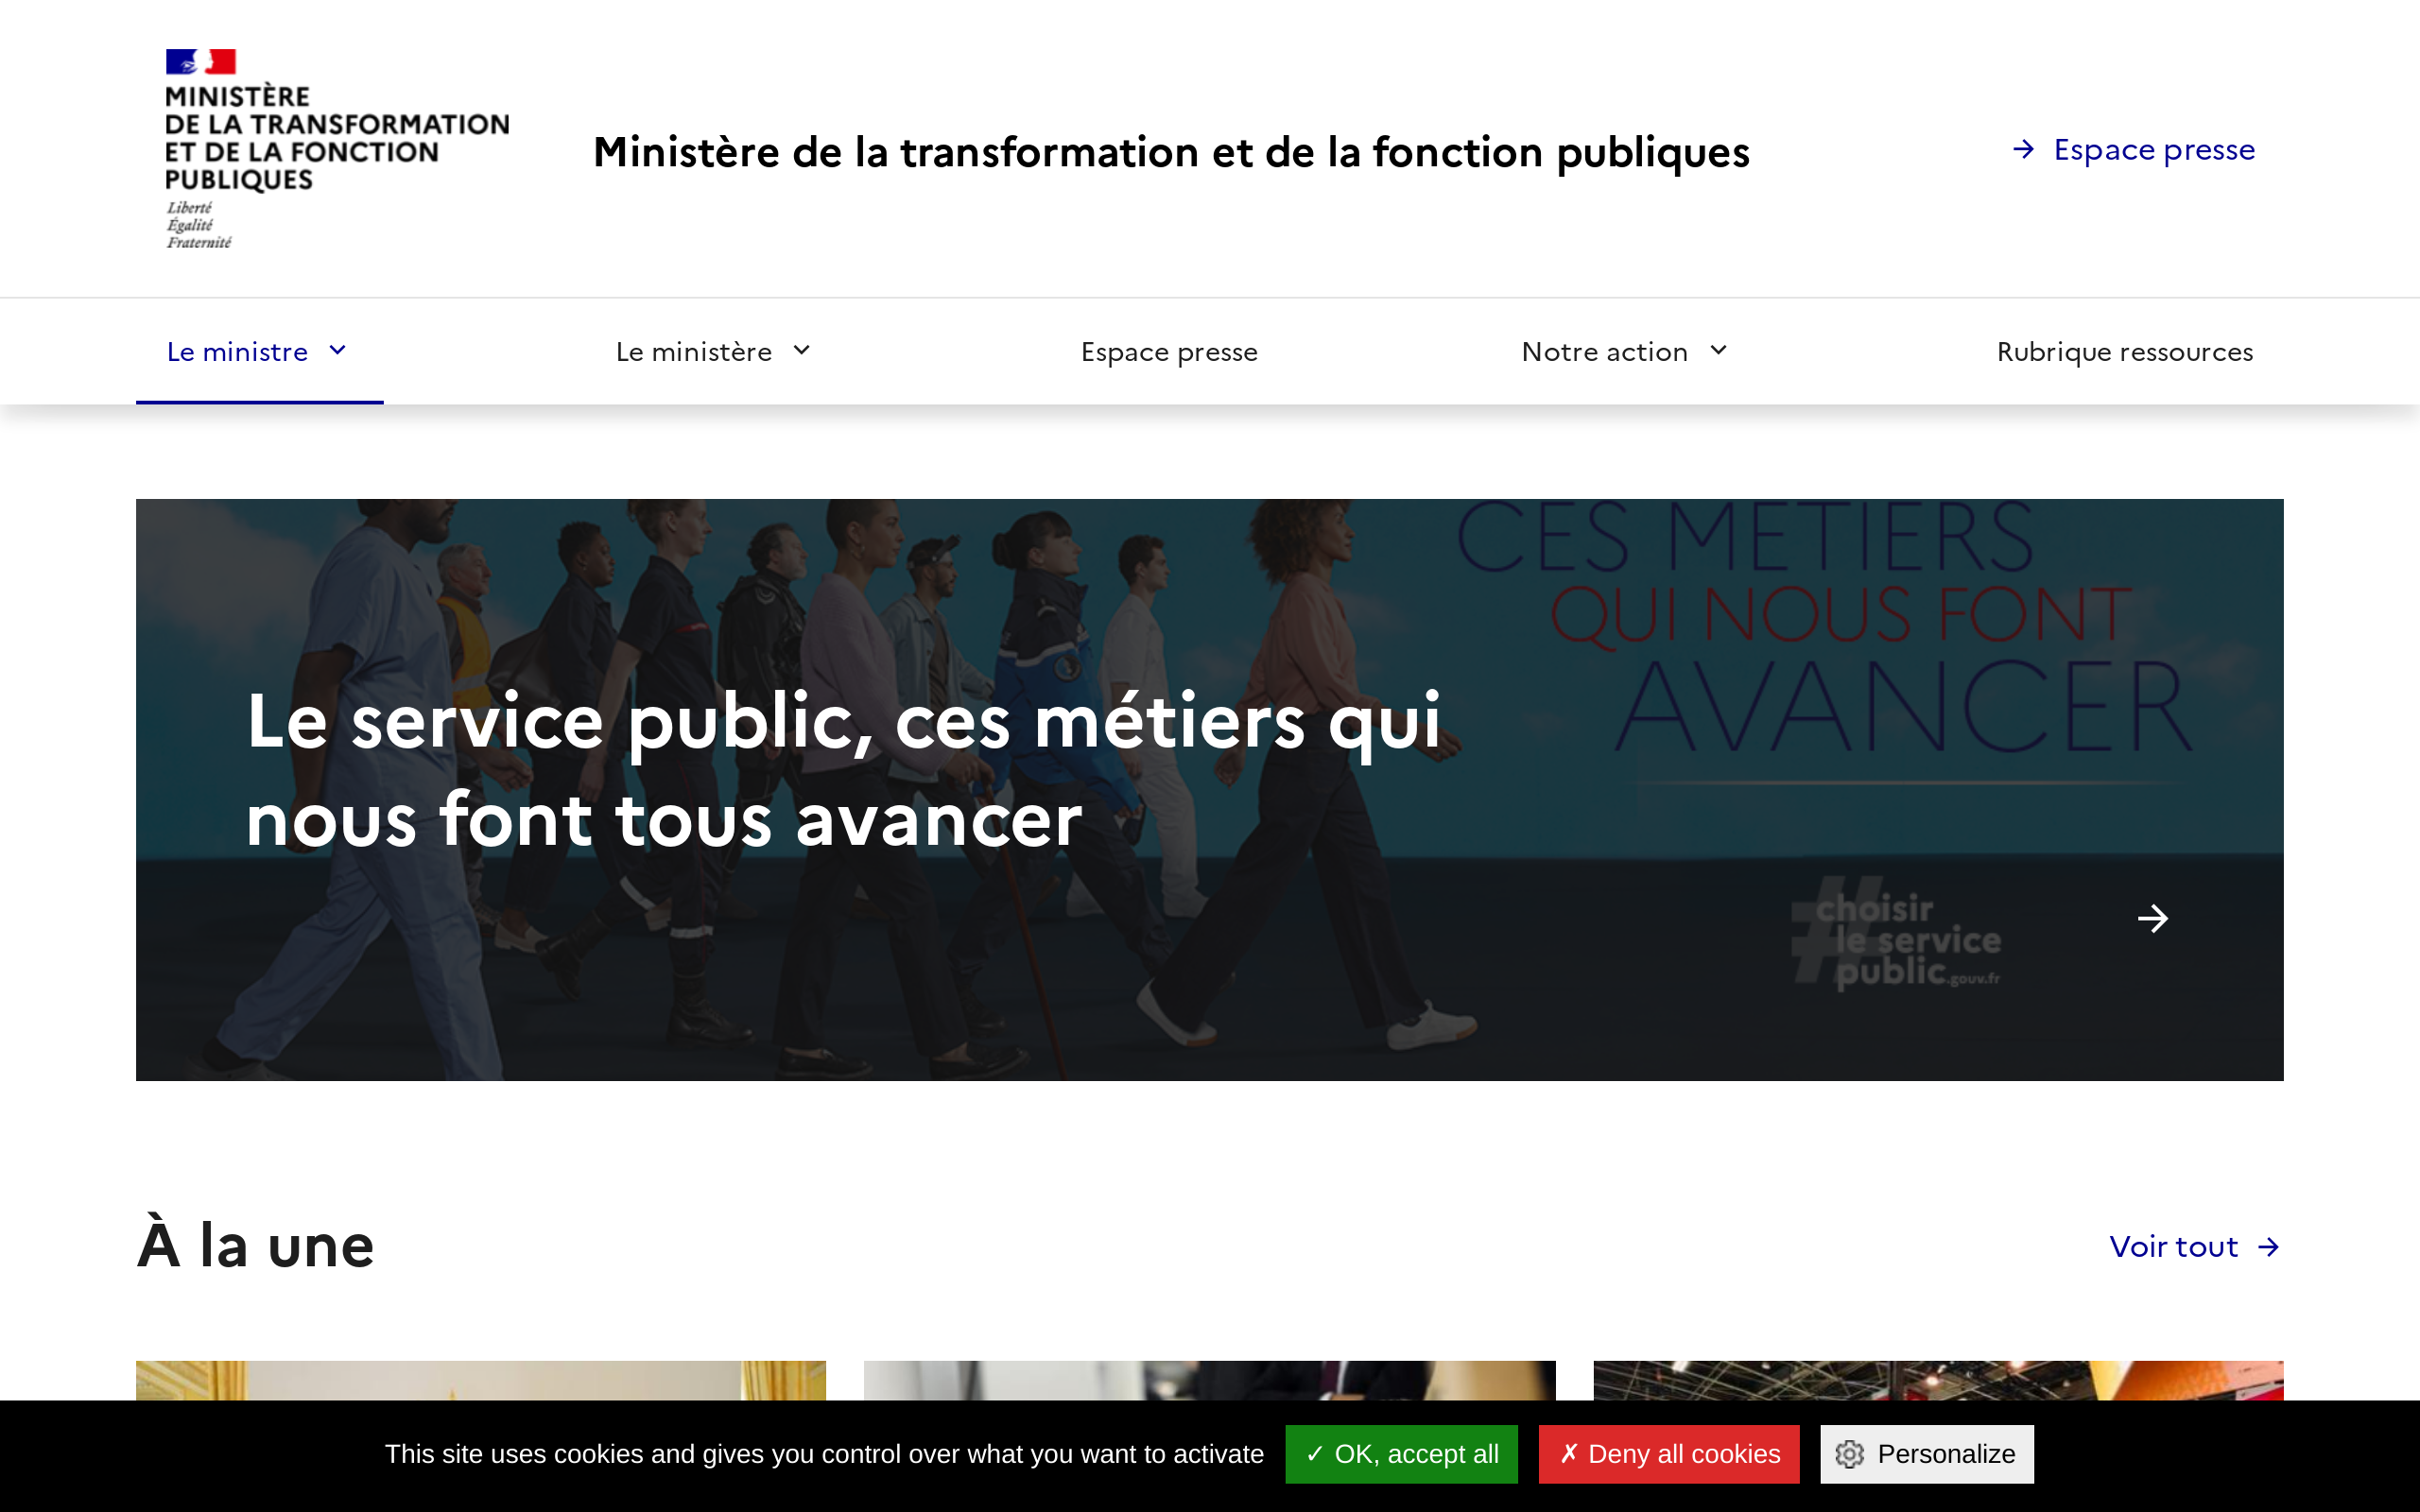 MINISTÈRE
DE LA TRANSFORMATION
ET DE LA FONCTION
PUBLIQUES
Liberté
Égalité
Fraternité
Ministère de la transformation et de la fonction publiques
Espace presse
Le ministre
Le ministère
Espace presse
Notre action
Rubrique ressources
CES MÉTIERS
QUI NOUS FONT
AVANCER
Le service public, ces métiers qui
nous font tous avancer
#choisir
le service
public.gouv.fr
À la une
Voir tout
This site uses cookies and gives you control over what you want to activate
✓ OK, accept all
✗ Deny all cookies
Personalize